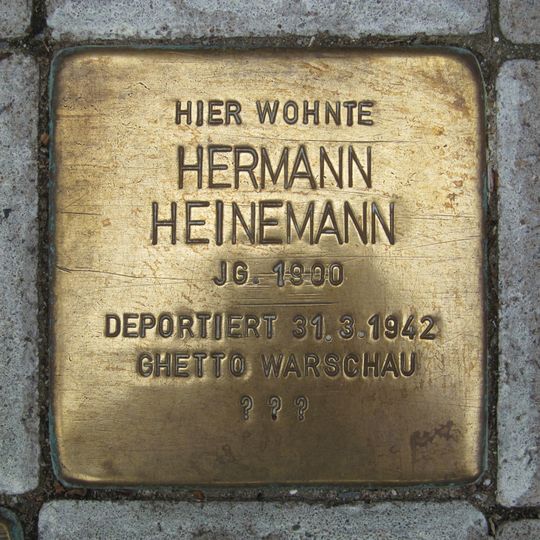 HIER WOHNTE
HERMANN
HEINEMANN
JG. 1900
DEPORTIERT 31.3.1942
GHETTO WARSCHAU
? ? ?